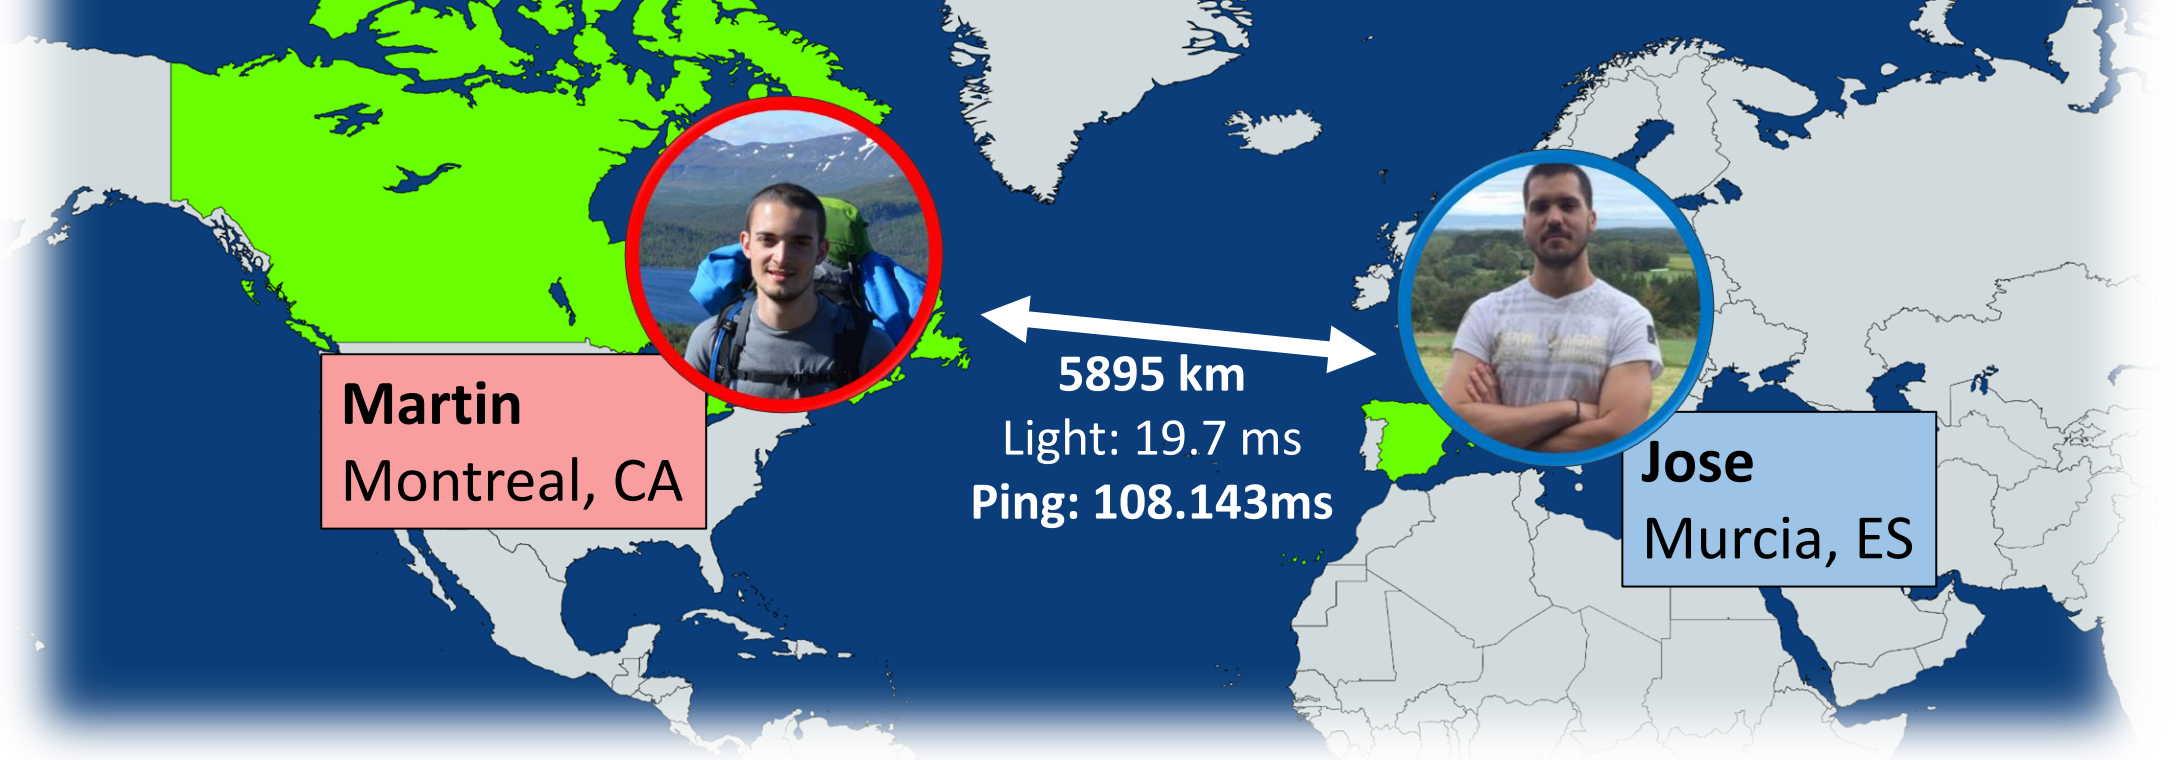 Martin
Montreal, CA
5895 km
Light: 19.7 ms
Ping: 108.143ms
Jose
Murcia, ES